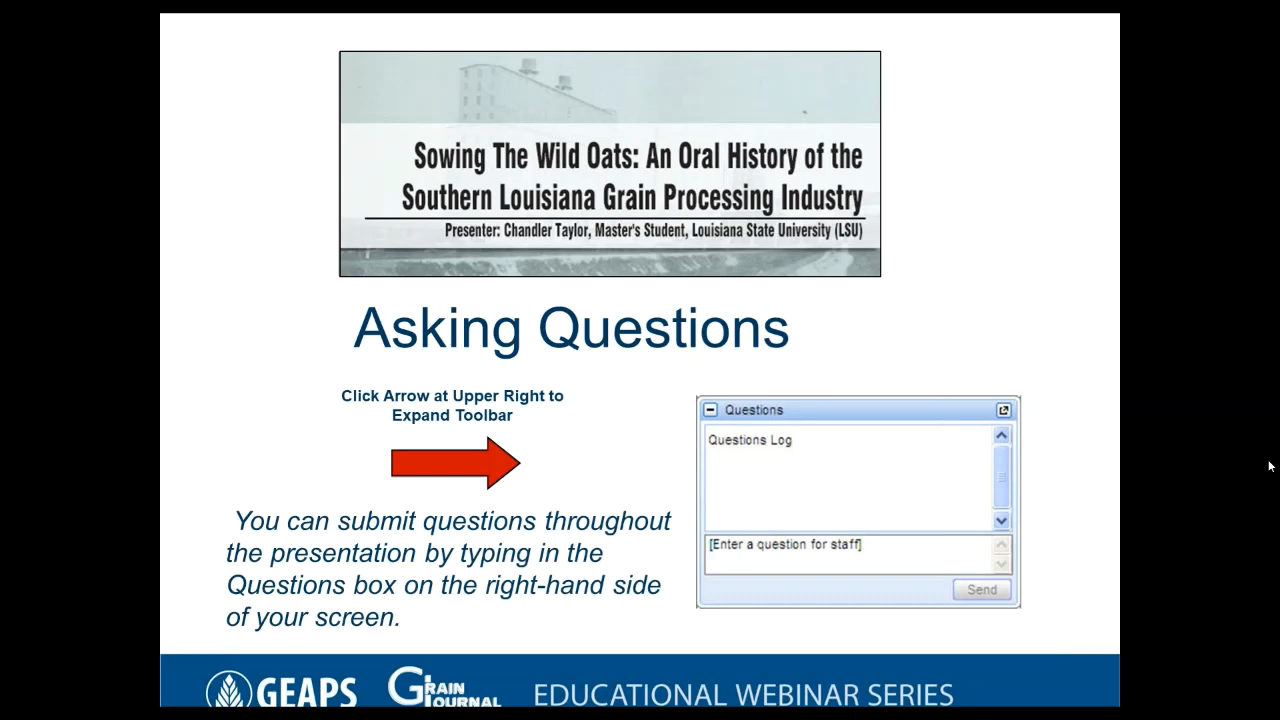 Sowing The Wild Oats: An Oral History of the
Southern Louisiana Grain Processing Industry
Presenter: Chandler Taylor, Master's Student, Louisiana State University (LSU)
Asking Questions
Click Arrow at Upper Right to
Expand Toolbar
You can submit questions throughout
the presentation by typing in the
Questions box on the right-hand side
of your screen.
Questions
Questions Log
[Enter a question for staff]
Send
GEAPS
GRAIN
JOURNAL
EDUCATIONAL WEBINAR SERIES